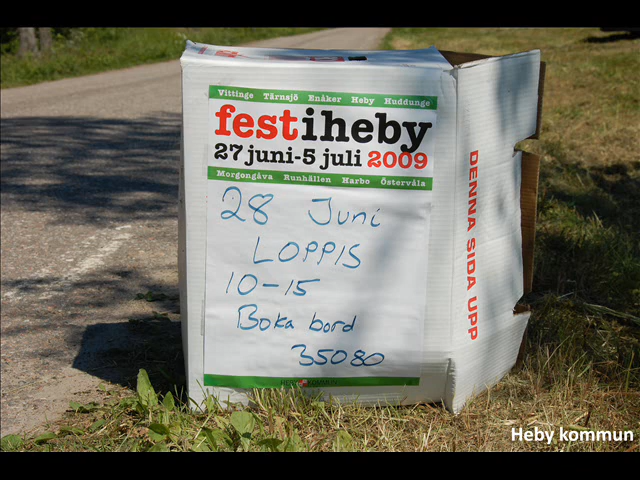 Vittinge Tärnsjö Enåker Heby Huddunge
festiheby
27 juni-5 juli 2009
Morgongåva Runhällen Harbo Östervåla
28 Juni
LOPPIS
10-15
Boka bord
35080
DENNA SIDA UPP
Heby kommun